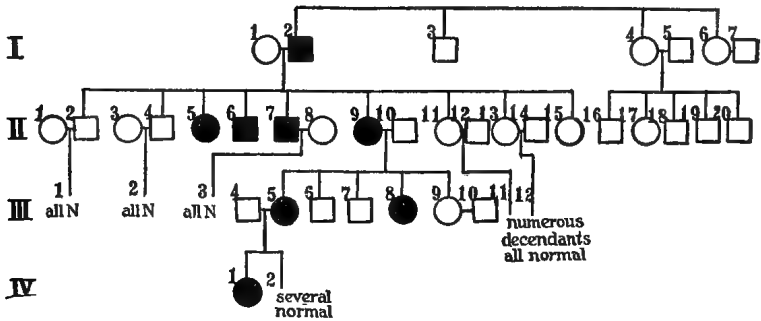 I 1 2 3 4 5 6 7
II 1 2 3 4 5 6 7 8 9 10 11 12 13 14 15 16 17 18 19 20
III 1 2 3 4 5 6 7 8 9 10 11 12
all N all N all N
numerous
decendants
all normal
IV 1 2
several
normal